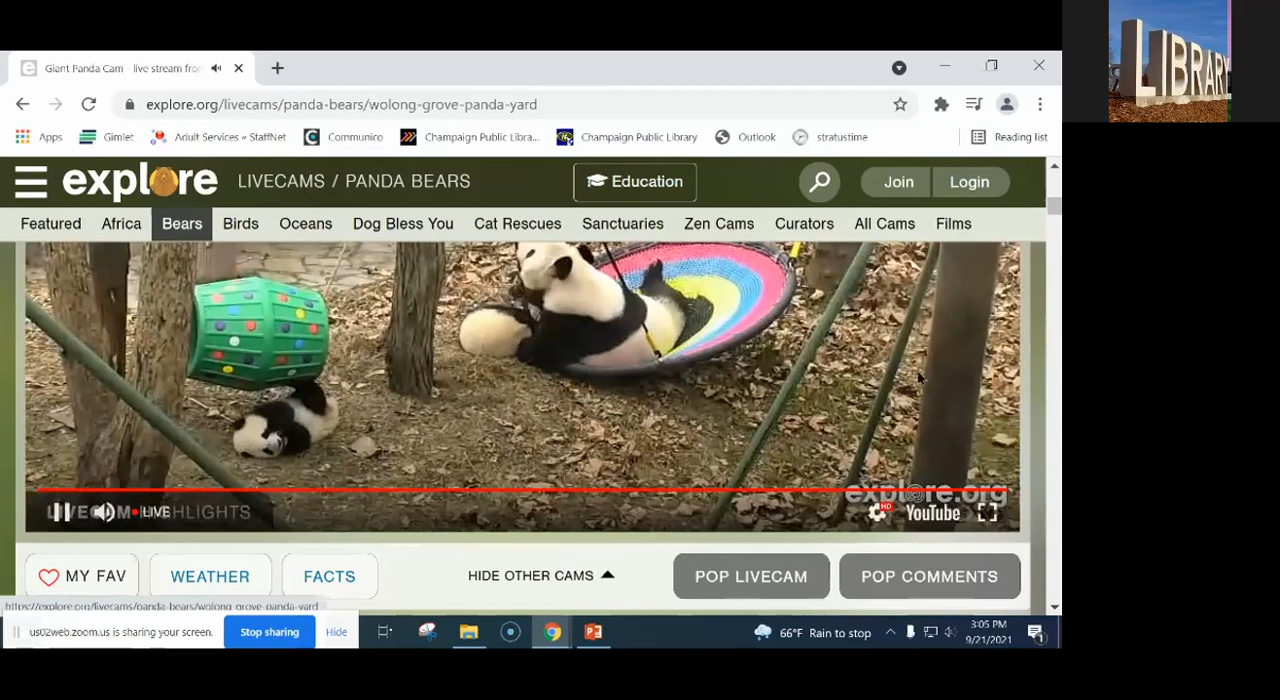 LIBRARY
Giant Panda Cam - live stream fro
explore.org/livecams/panda-bears/wolong-grove-panda-yard
Apps Gimlet Adult Services « StaffNet Communico Champaign Public Libra... Champaign Public Library Outlook stratustime Reading list
explore LIVECAMS / PANDA BEARS Education Join Login
Featured Africa Bears Birds Oceans Dog Bless You Cat Rescues Sanctuaries Zen Cams Curators All Cams Films
explore.org
LIVECAM HIGHLIGHTS LIVE HD YouTube
MY FAV WEATHER FACTS HIDE OTHER CAMS POP LIVECAM POP COMMENTS
https://explore.org/livecams/panda-bears/wolong-grove-panda-yard
us02web.zoom.us is sharing your screen. Stop sharing Hide
66°F Rain to stop
3:05 PM
9/21/2021
1